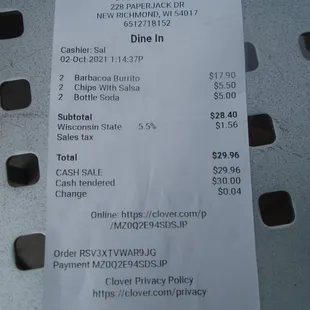 228 PAPERJACK DR
NEW RICHMOND, WI 54017
6512718152
Dine In
Cashier: Sal
02-Oct-2021 1:14:37P
2 Barbacoa Burrito $17.90
2 Chips With Salsa $5.50
2 Bottle Soda $5.00
Subtotal $28.40
Wisconsin State 5.5% $1.56
Sales tax
Total $29.96
CASH SALE $29.96
Cash tendered $30.00
Change $0.04
Online: https://clover.com/p
/MZ0Q2E94SDSJP
Order RSV3XTVWAR9JG
Payment MZ0Q2E94SDSJP
Clover Privacy Policy
https://clover.com/privacy